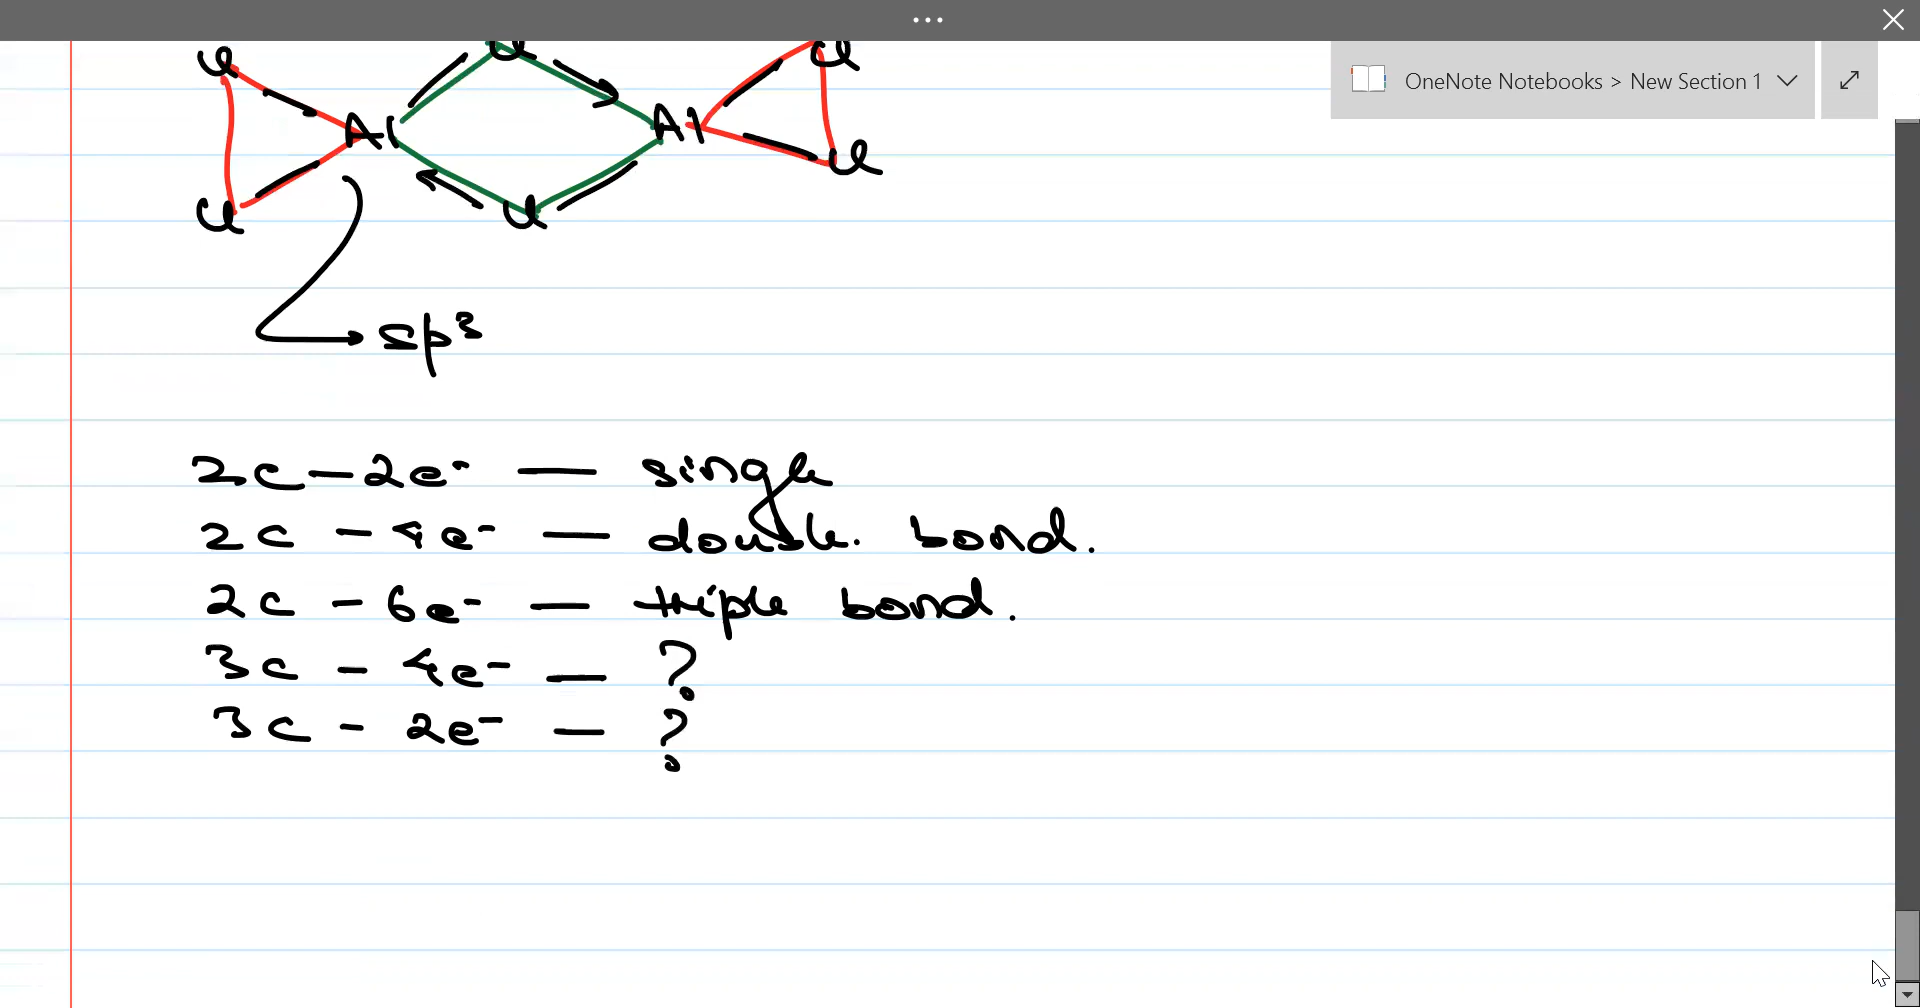 ...
OneNote Notebooks > New Section 1
Cl Cl Cl
Al Al
Cl Cl Cl
sp³
2c - 2e⁻ — single
2c - 4e⁻ — double bond.
2c - 6e⁻ — triple bond.
3c - 4e⁻ — ?
3c - 2e⁻ — ?